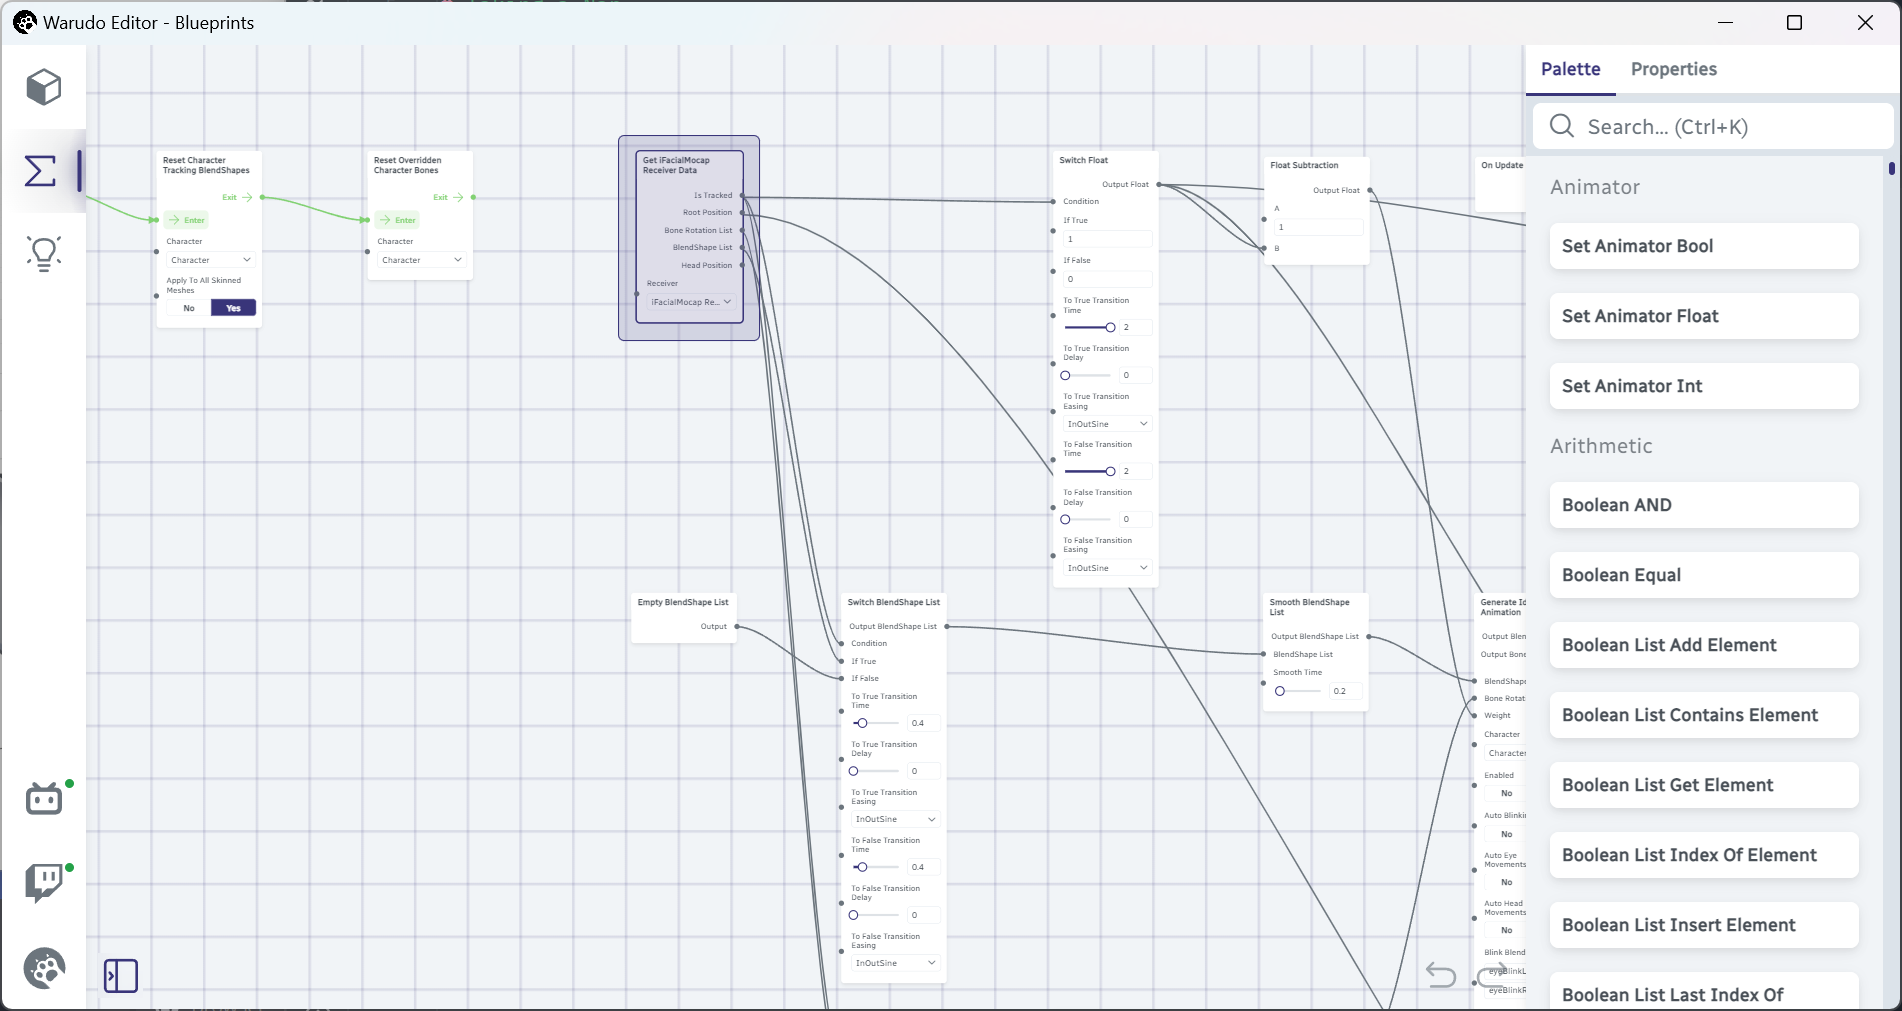 Warudo Editor - Blueprints
Palette
Properties
Search... (Ctrl+K)
Animator
Set Animator Bool
Set Animator Float
Set Animator Int
Arithmetic
Boolean AND
Boolean Equal
Boolean List Add Element
Boolean List Contains Element
Boolean List Get Element
Boolean List Index Of Element
Boolean List Insert Element
Boolean List Last Index Of
Reset Character
Tracking BlendShapes
Exit
Enter
Character
Character
Apply To All Skinned
Meshes
No Yes
Reset Overridden
Character Bones
Exit
Enter
Character
Character
Get iFacialMocap
Receiver Data
Is Tracked
Root Position
Bone Rotation List
BlendShape List
Head Position
Receiver
iFacialMocap Re...
Switch Float
Output Float
Condition
If True
1
If False
0
To True Transition
Time
2
To True Transition
Delay
0
To True Transition
Easing
InOutSine
To False Transition
Time
2
To False Transition
Delay
0
To False Transition
Easing
InOutSine
Float Subtraction
Output Float
A
1
B
On Update
Empty BlendShape List
Output
Switch BlendShape List
Output BlendShape List
Condition
If True
If False
To True Transition
Time
0.4
To True Transition
Delay
0
To True Transition
Easing
InOutSine
To False Transition
Time
0.4
To False Transition
Delay
0
To False Transition
Easing
InOutSine
Smooth BlendShape
List
Output BlendShape List
BlendShape List
Smooth Time
0.2
Generate Id
Animation
Output Blen
Output Bone
BlendShape
Bone Rotat
Weight
Character
Character
Enabled
No
Auto Blinki
No
Auto Eye
Movements
No
Auto Head
Movements
No
Blink Blend
eyeBlinkL
eyeBlinkR